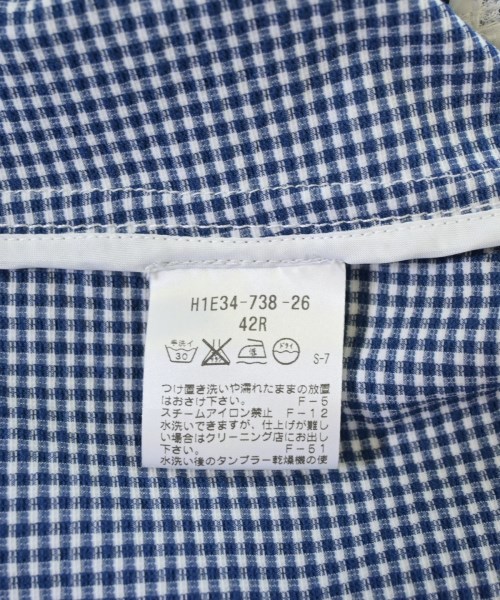 H1E34-738-26
42R
手洗イ
30
ドライ
S-7
つけ置き洗いや濡れたままの放置
はおさけ下さい。 F-5
スチームアイロン禁止 F-12
水洗いできますが、仕上げが難し
い場合はクリーニング店にお出し
下さい。 F-51
水洗い後のタンブラー乾燥機の使